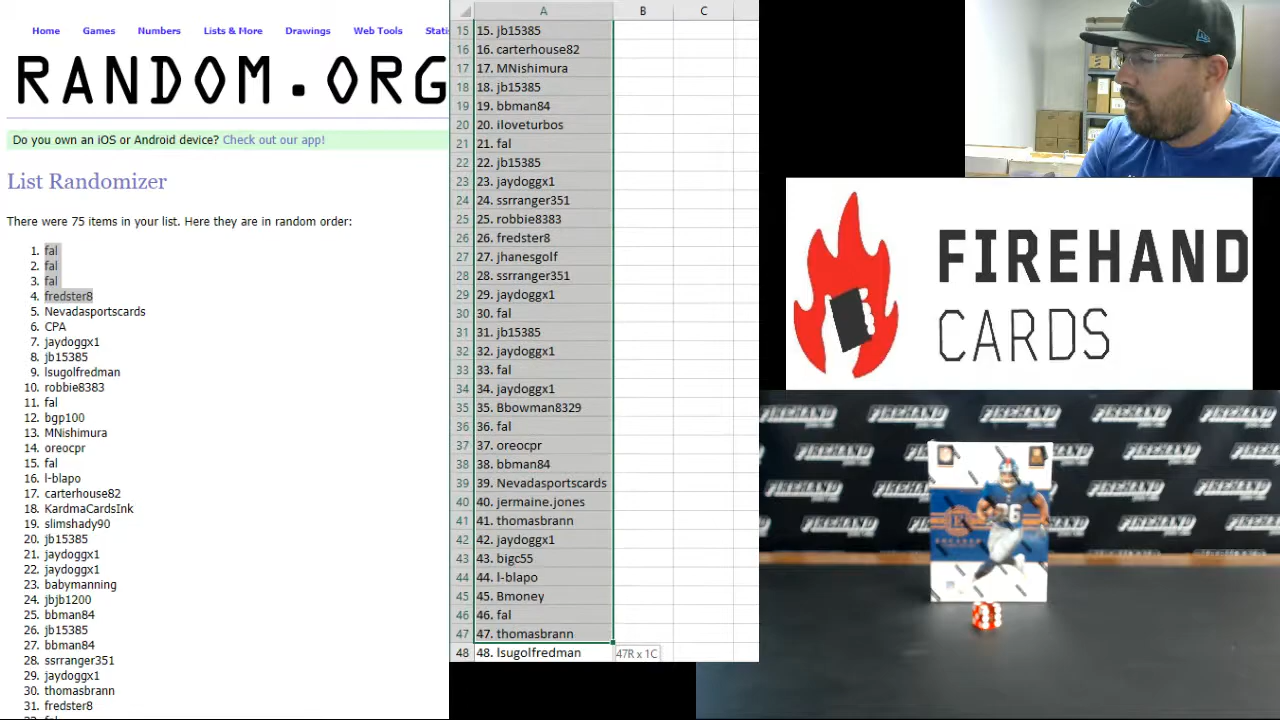 Home Games Numbers Lists & More Drawings Web Tools Stati
RANDOM.ORG
Do you own an iOS or Android device? Check out our app!
List Randomizer
There were 75 items in your list. Here they are in random order:
1. fal
2. fal
3. fal
4. fredster8
5. Nevadasportscards
6. CPA
7. jaydoggx1
8. jb15385
9. lsugolfredman
10. robbie8383
11. fal
12. bgp100
13. MNishimura
14. oreocpr
15. fal
16. l-blapo
17. carterhouse82
18. KardmaCardsInk
19. slimshady90
20. jb15385
21. jaydoggx1
22. jaydoggx1
23. babymanning
24. jbjb1200
25. bbman84
26. jb15385
27. bbman84
28. ssrranger351
29. jaydoggx1
30. thomasbrann
31. fredster8
A B C
15 15. jb15385
16 16. carterhouse82
17 17. MNishimura
18 18. jb15385
19 19. bbman84
20 20. iloveturbos
21 21. fal
22 22. jb15385
23 23. jaydoggx1
24 24. ssrranger351
25 25. robbie8383
26 26. fredster8
27 27. jhanesgolf
28 28. ssrranger351
29 29. jaydoggx1
30 30. fal
31 31. jb15385
32 32. jaydoggx1
33 33. fal
34 34. jaydoggx1
35 35. Bbowman8329
36 36. fal
37 37. oreocpr
38 38. bbman84
39 39. Nevadasportscards
40 40. jermaine.jones
41 41. thomasbrann
42 42. jaydoggx1
43 43. bigc55
44 44. l-blapo
45 45. Bmoney
46 46. fal
47 47. thomasbrann
48 48. lsugolfredman
47R x 1C
FIREHAND
CARDS